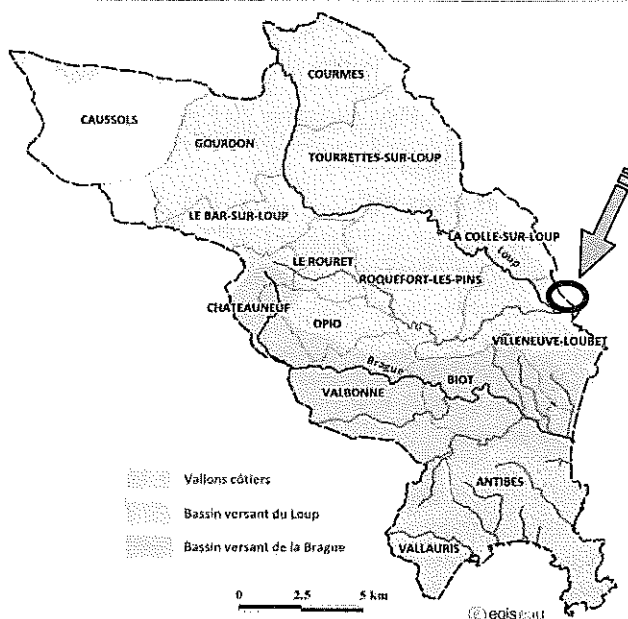 COURMES
CAUSSOLS
GOURDON
TOURRETTES-SUR-LOUP
LE BAR-SUR-LOUP
LA COLLE-SUR-LOUP
Loup
LE ROURET
ROQUEFORT-LES-PINS
CHATEAUNEUF
OPIO
VILLENEUVE-LOUBET
Brague
BIOT
VALBONNE
Vallons côtiers
ANTIBES
Bassin versant du Loup
Bassin versant de la Brague
VALLAURIS
0 2.5 5 km
egis eau